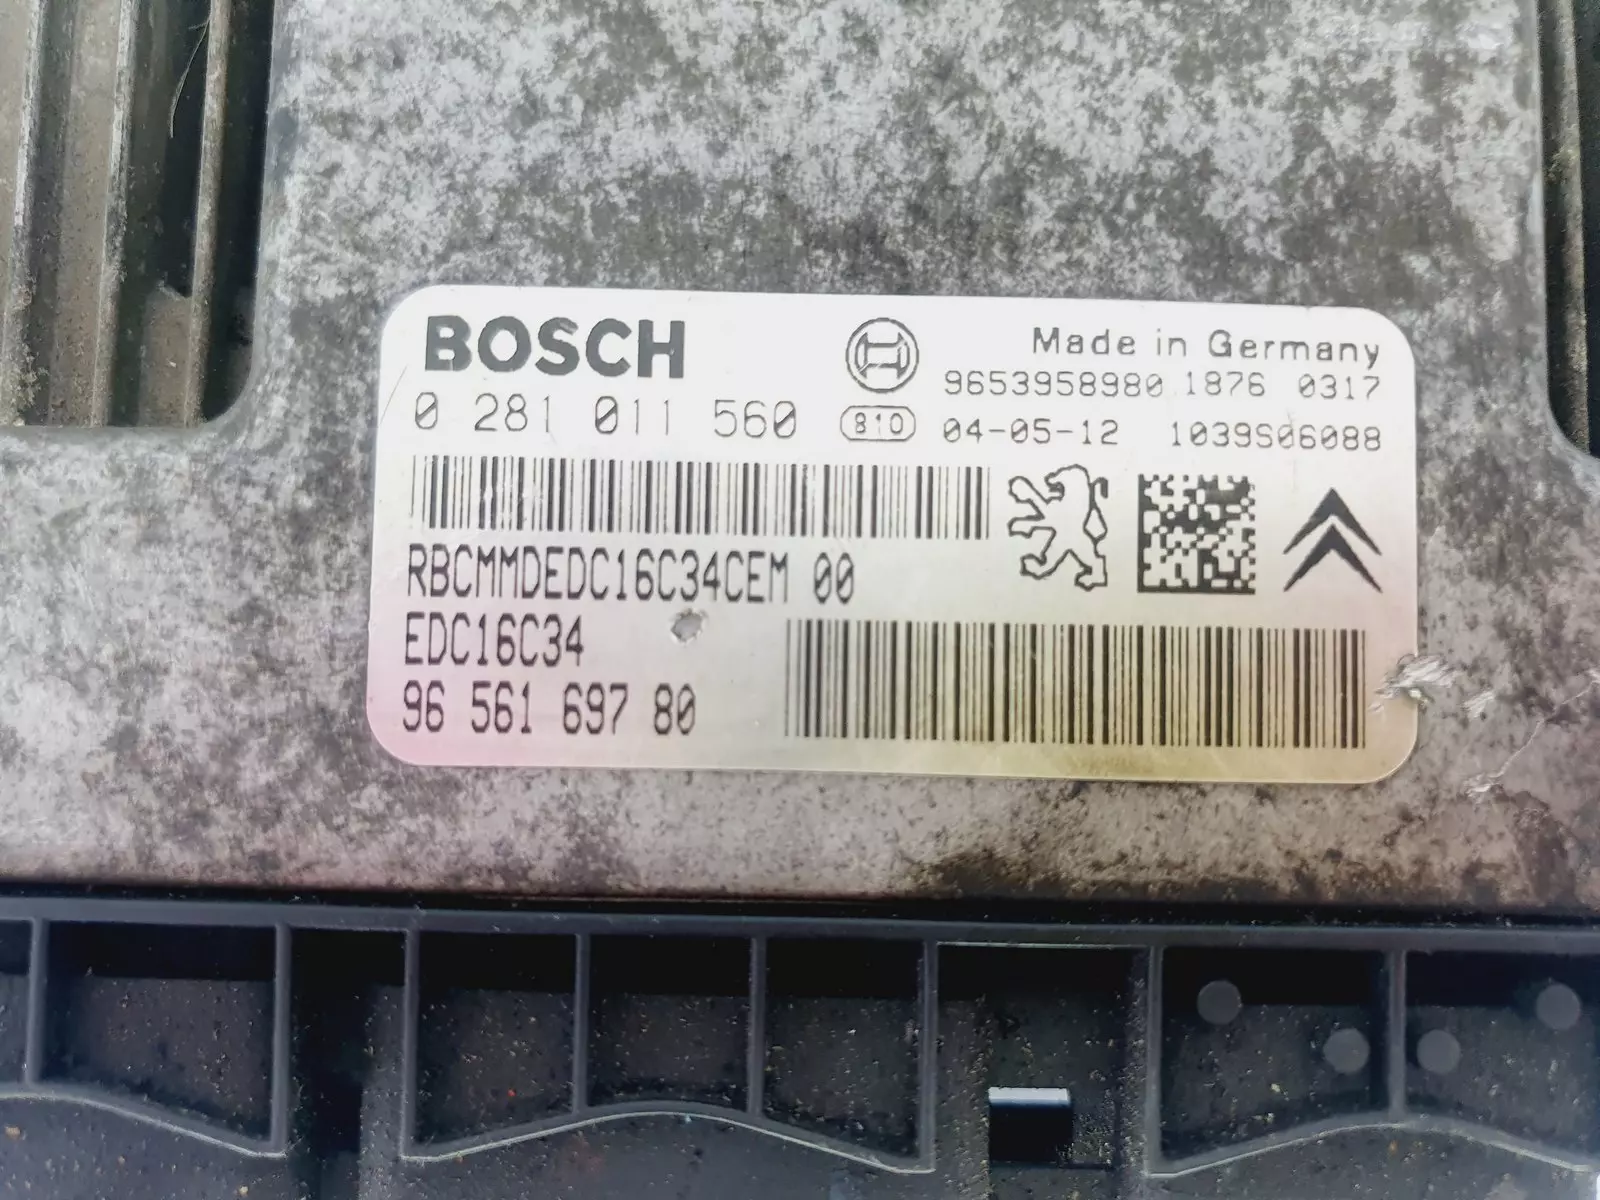 BOSCH
Made in Germany
9653958980 1876 0317
0 281 011 560
810
04-05-12 1039S06088
RBCMMDEDC16C34CEM 00
EDC16C34
96 561 697 80